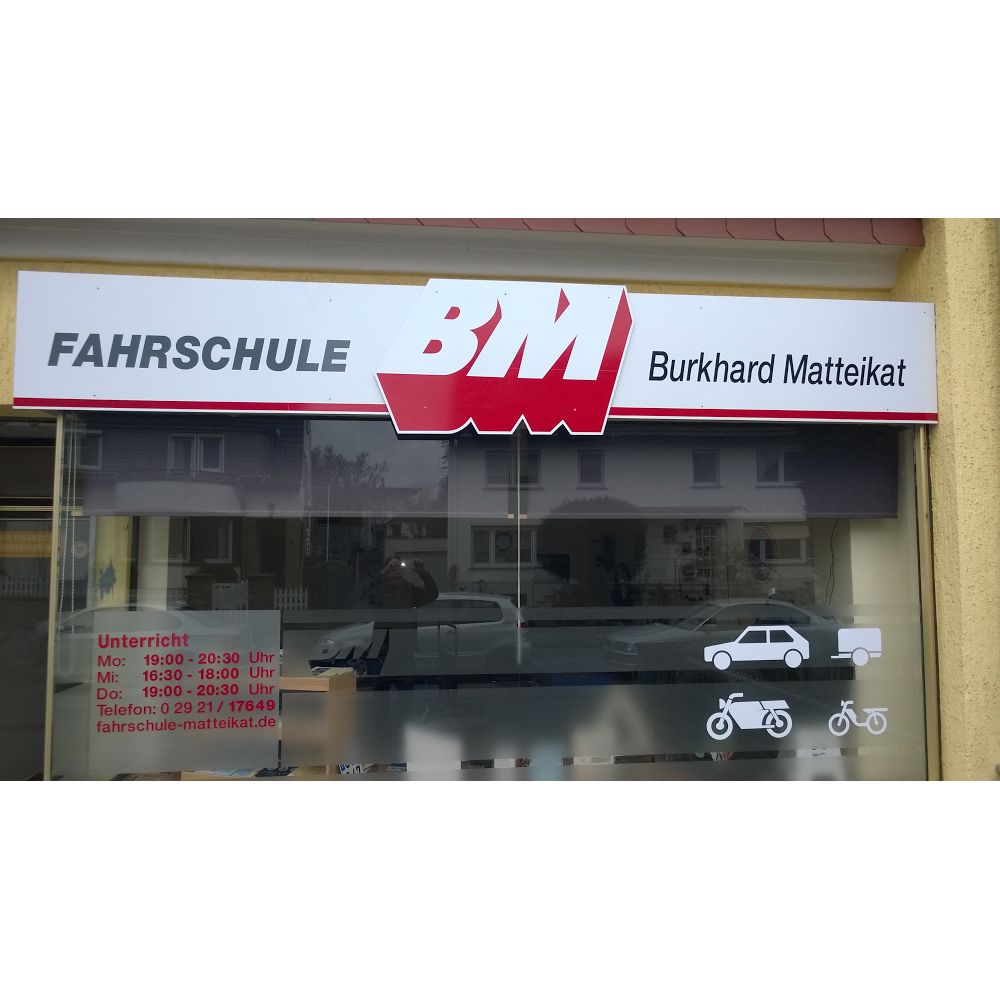 FAHRSCHULE
BM
Burkhard Matteikat
Unterricht
Mo: 19:00 - 20:30 Uhr
Mi: 16:30 - 18:00 Uhr
Do: 19:00 - 20:30 Uhr
Telefon: 0 29 21 / 17649
fahrschule-matteikat.de
BM